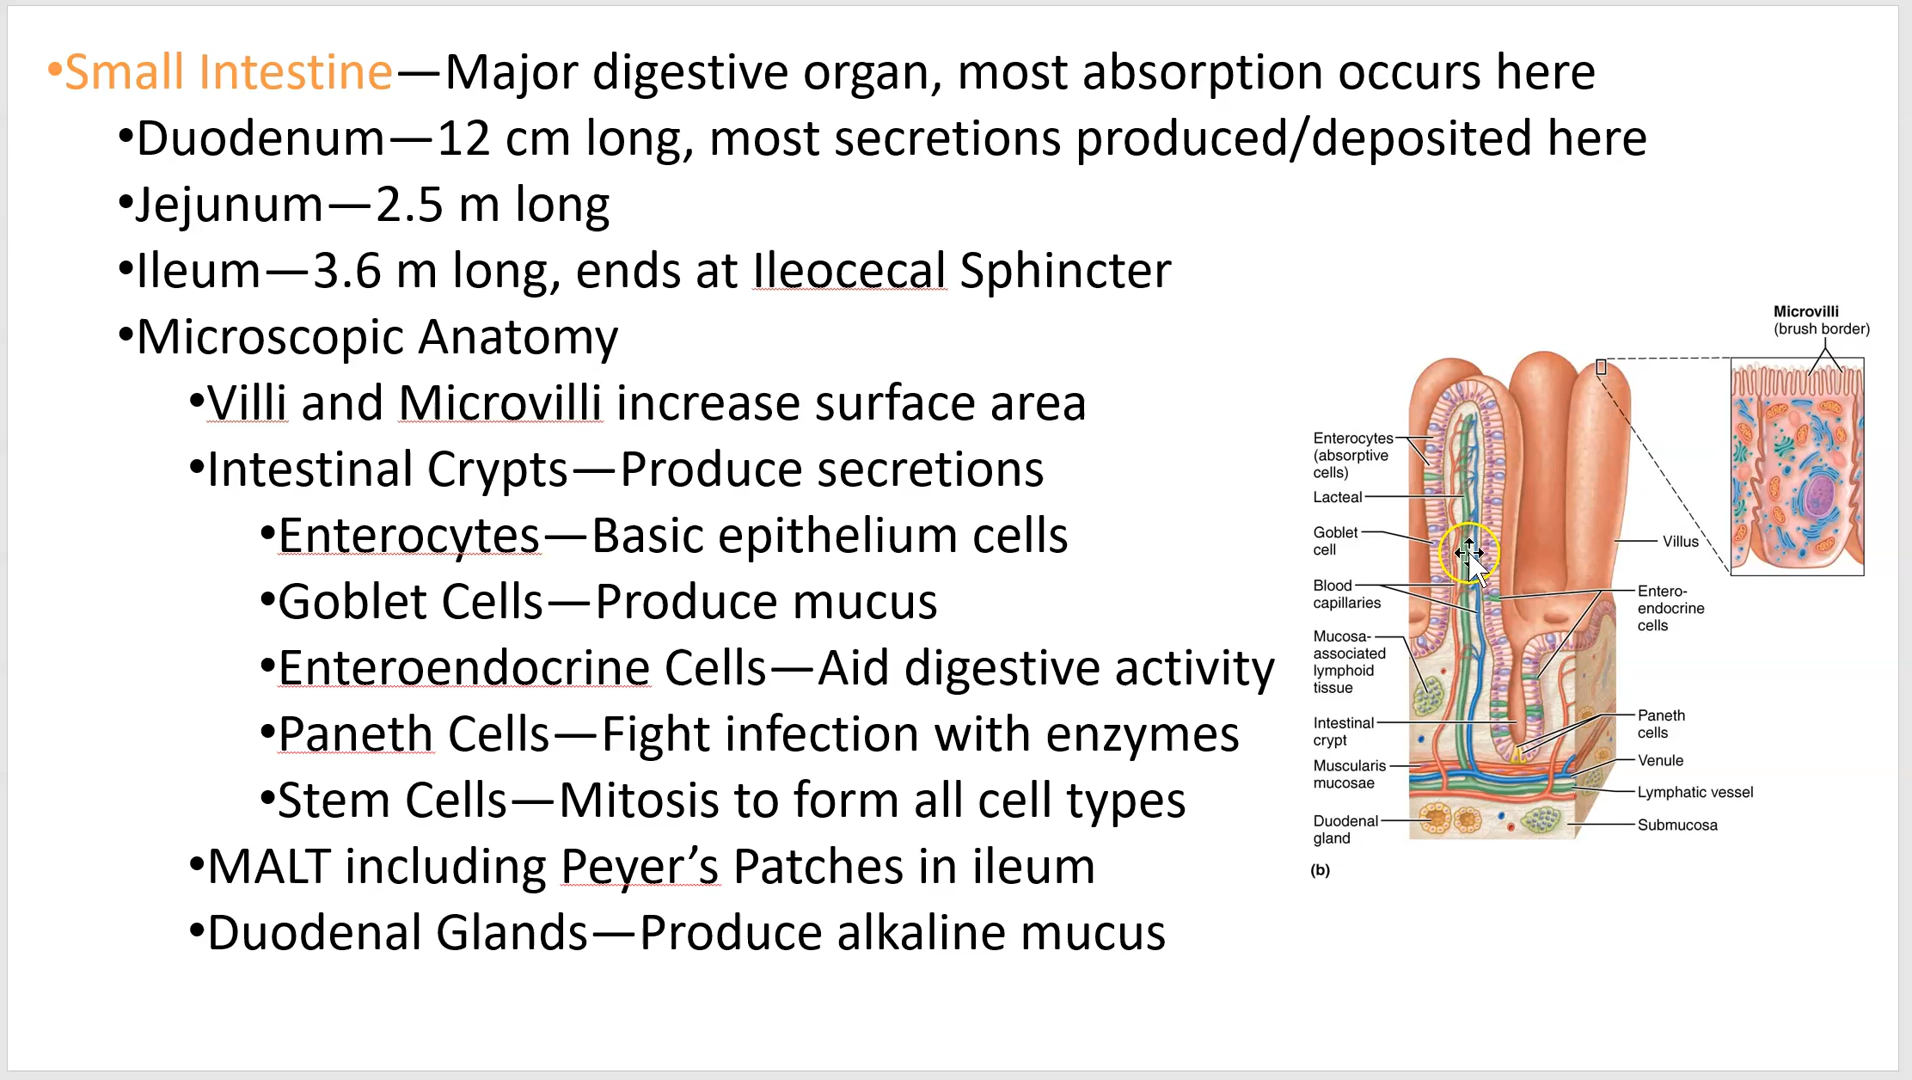 •Small Intestine—Major digestive organ, most absorption occurs here
•Duodenum—12 cm long, most secretions produced/deposited here
•Jejunum—2.5 m long
•Ileum—3.6 m long, ends at Ileocecal Sphincter
•Microscopic Anatomy
•Villi and Microvilli increase surface area
•Intestinal Crypts—Produce secretions
•Enterocytes—Basic epithelium cells
•Goblet Cells—Produce mucus
•Enteroendocrine Cells—Aid digestive activity
•Paneth Cells—Fight infection with enzymes
•Stem Cells—Mitosis to form all cell types
•MALT including Peyer’s Patches in ileum
•Duodenal Glands—Produce alkaline mucus
Microvilli
(brush border)
Enterocytes
(absorptive
cells)
Lacteal
Goblet
cell
Blood
capillaries
Mucosa-
associated
lymphoid
tissue
Intestinal
crypt
Muscularis
mucosae
Duodenal
gland
(b)
Villus
Entero-
endocrine
cells
Paneth
cells
Venule
Lymphatic vessel
Submucosa